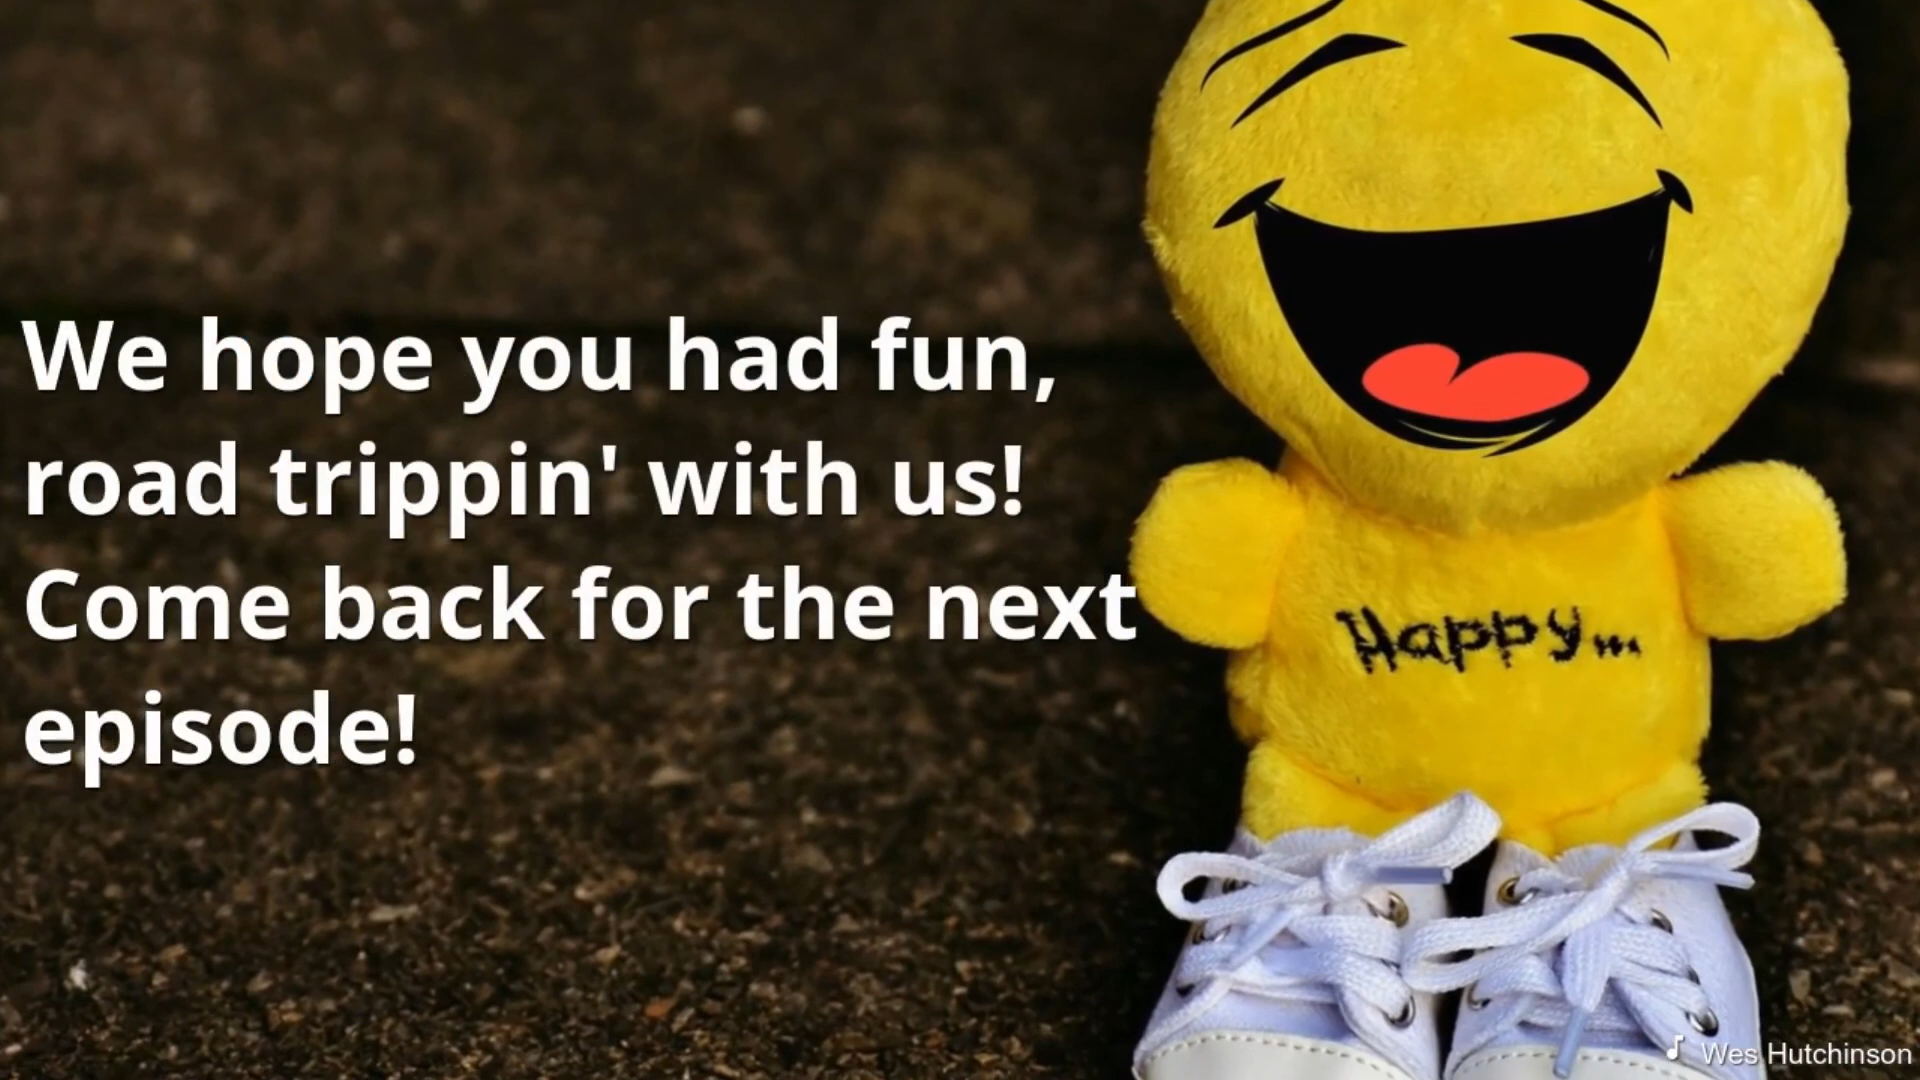 We hope you had fun,
road trippin' with us!
Come back for the next
episode!
Happy...
♪ Wes Hutchinson